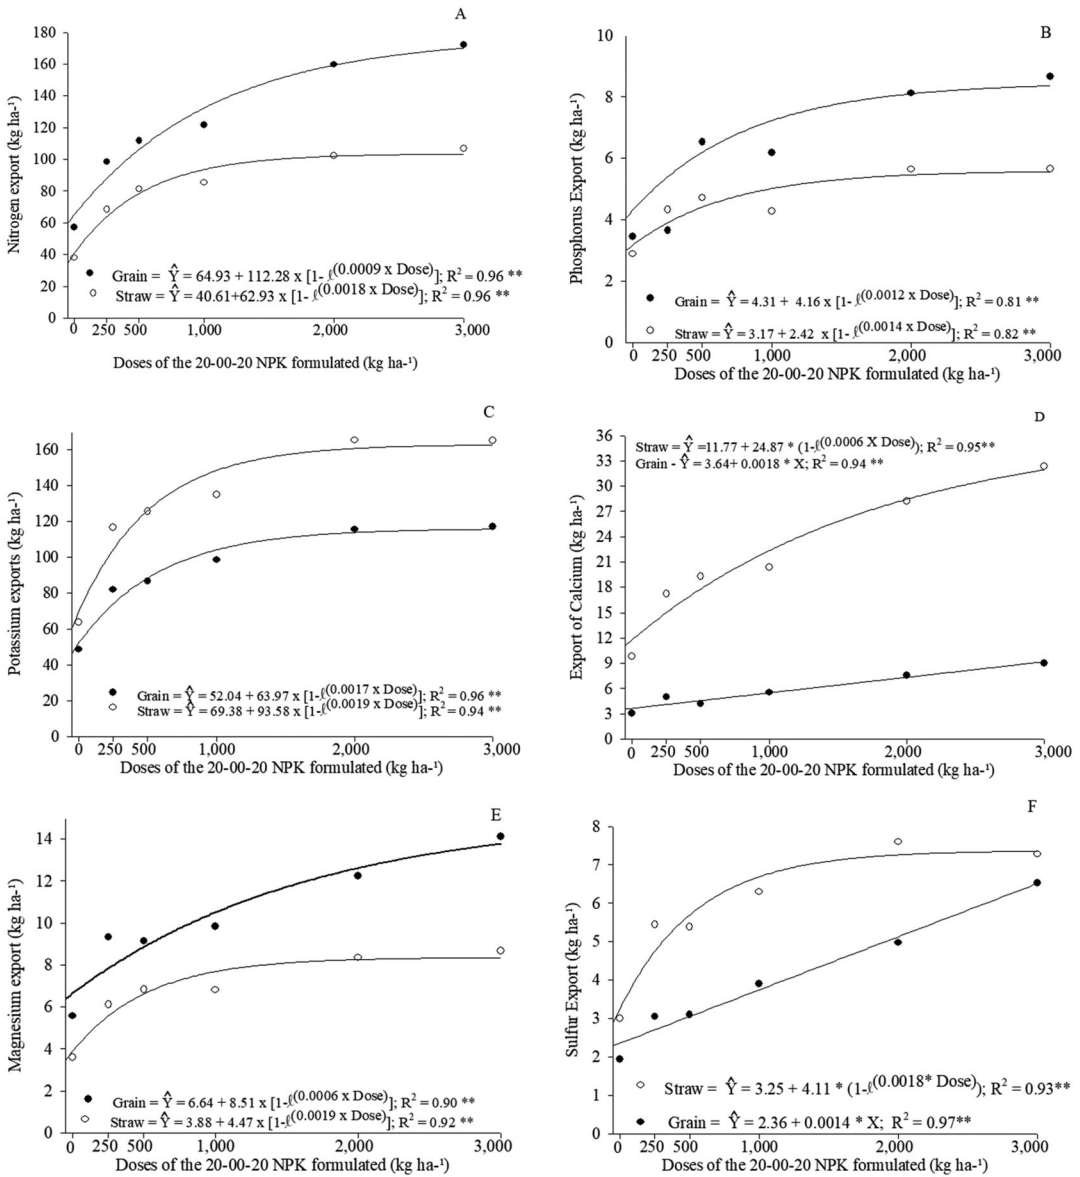 A
Nitrogen export (kg ha-¹)
180
160
140
120
100
80
60
40
20
0
Grain = Ŷ = 64.93 + 112.28 x [1- ℓ(0.0009 x Dose)]; R² = 0.96 **
Straw = Ŷ = 40.61+62.93 x [1- ℓ(0.0018 x Dose)]; R² = 0.96 **
0 250 500 1,000 2,000 3,000
Doses of the 20-00-20 NPK formulated (kg ha-¹)
B
Phosphorus Export (kg ha-¹)
10
8
6
4
2
0
Grain = Ŷ = 4.31 + 4.16 x [1- ℓ(0.0012 x Dose)]; R² = 0.81 **
Straw = Ŷ = 3.17 + 2.42 x [1- ℓ(0.0014 x Dose)]; R² = 0.82 **
0 250 500 1,000 2,000 3,000
Doses of the 20-00-20 NPK formulated (kg ha-¹)
C
Potassium exports (kg ha-¹)
160
140
120
100
80
60
40
20
0
Grain = Ŷ = 52.04 + 63.97 x [1-ℓ(0.0017 x Dose)]; R² = 0.96 **
Straw = Ŷ = 69.38 + 93.58 x [1-ℓ(0.0019 x Dose)]; R² = 0.94 **
0 250 500 1,000 2,000 3,000
Doses of the 20-00-20 NPK formulated (kg ha-¹)
D
Export of Calcium (kg ha-¹)
36
33
30
27
24
21
18
15
12
9
6
3
0
Straw = Ŷ =11.77 + 24.87 * (1-ℓ(0.0006 X Dose)); R² = 0.95**
Grain - Ŷ = 3.64+ 0.0018 * X; R² = 0.94 **
0 250 500 1,000 2,000 3,000
Doses of the 20-00-20 NPK formulated (kg ha-¹)
E
Magnesium export (kg ha-¹)
14
12
10
8
6
4
2
0
Grain = Ŷ = 6.64 + 8.51 x [1-ℓ(0.0006 x Dose)]; R² = 0.90 **
Straw = Ŷ = 3.88 + 4.47 x [1-ℓ(0.0019 x Dose)]; R² = 0.92 **
0 250 500 1,000 2,000 3,000
Doses of the 20-00-20 NPK formulated (kg ha-¹)
F
Sulfur Export (kg ha-¹)
8
7
6
5
4
3
2
1
0
Straw = Ŷ = 3.25 + 4.11 * (1-ℓ(0.0018* Dose)); R² = 0.93**
Grain = Ŷ = 2.36 + 0.0014 * X; R² = 0.97**
0 250 500 1,000 2,000 3,000
Doses of the 20-00-20 NPK formulated (kg ha-¹)